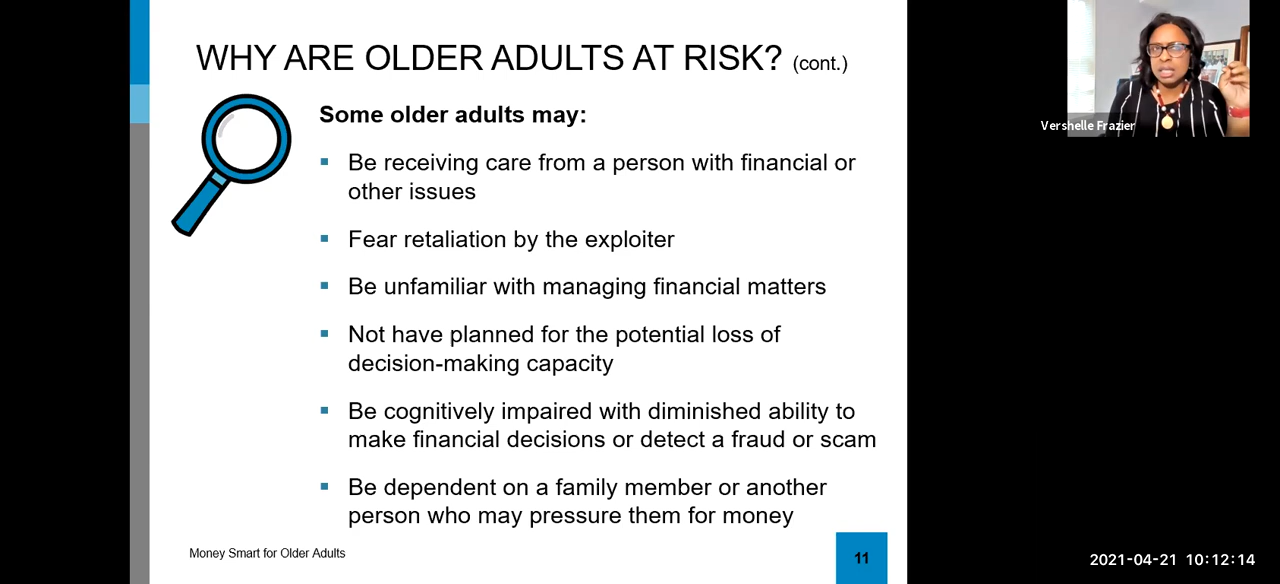 WHY ARE OLDER ADULTS AT RISK? (cont.)
Some older adults may:
Be receiving care from a person with financial or
other issues
Fear retaliation by the exploiter
Be unfamiliar with managing financial matters
Not have planned for the potential loss of
decision-making capacity
Be cognitively impaired with diminished ability to
make financial decisions or detect a fraud or scam
Be dependent on a family member or another
person who may pressure them for money
Money Smart for Older Adults
11
Vershelle Frazier
2021-04-21 10:12:14